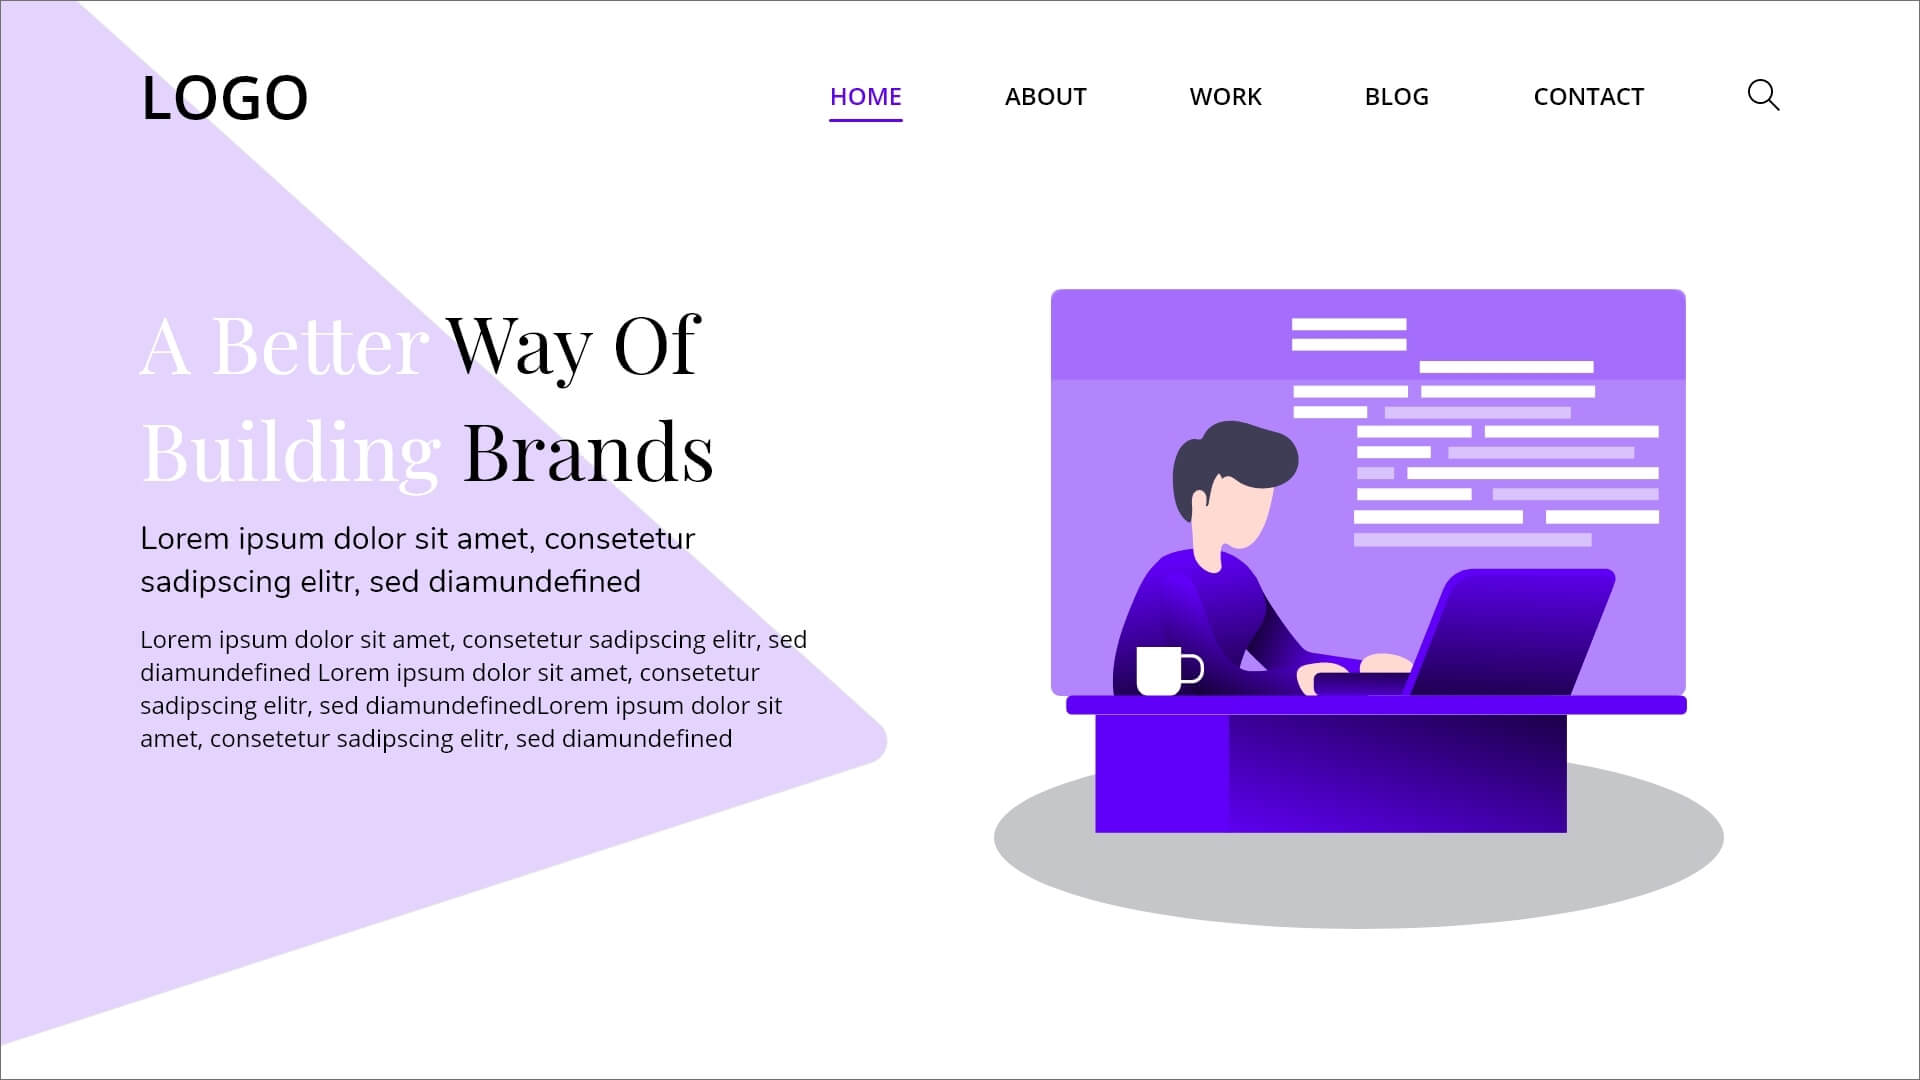 LOGO
HOME
ABOUT
WORK
BLOG
CONTACT
A Better Way Of
Building Brands
Lorem ipsum dolor sit amet, consetetur
sadipscing elitr, sed diamundefined
Lorem ipsum dolor sit amet, consetetur sadipscing elitr, sed
diamundefined Lorem ipsum dolor sit amet, consetetur
sadipscing elitr, sed diamundefinedLorem ipsum dolor sit
amet, consetetur sadipscing elitr, sed diamundefined